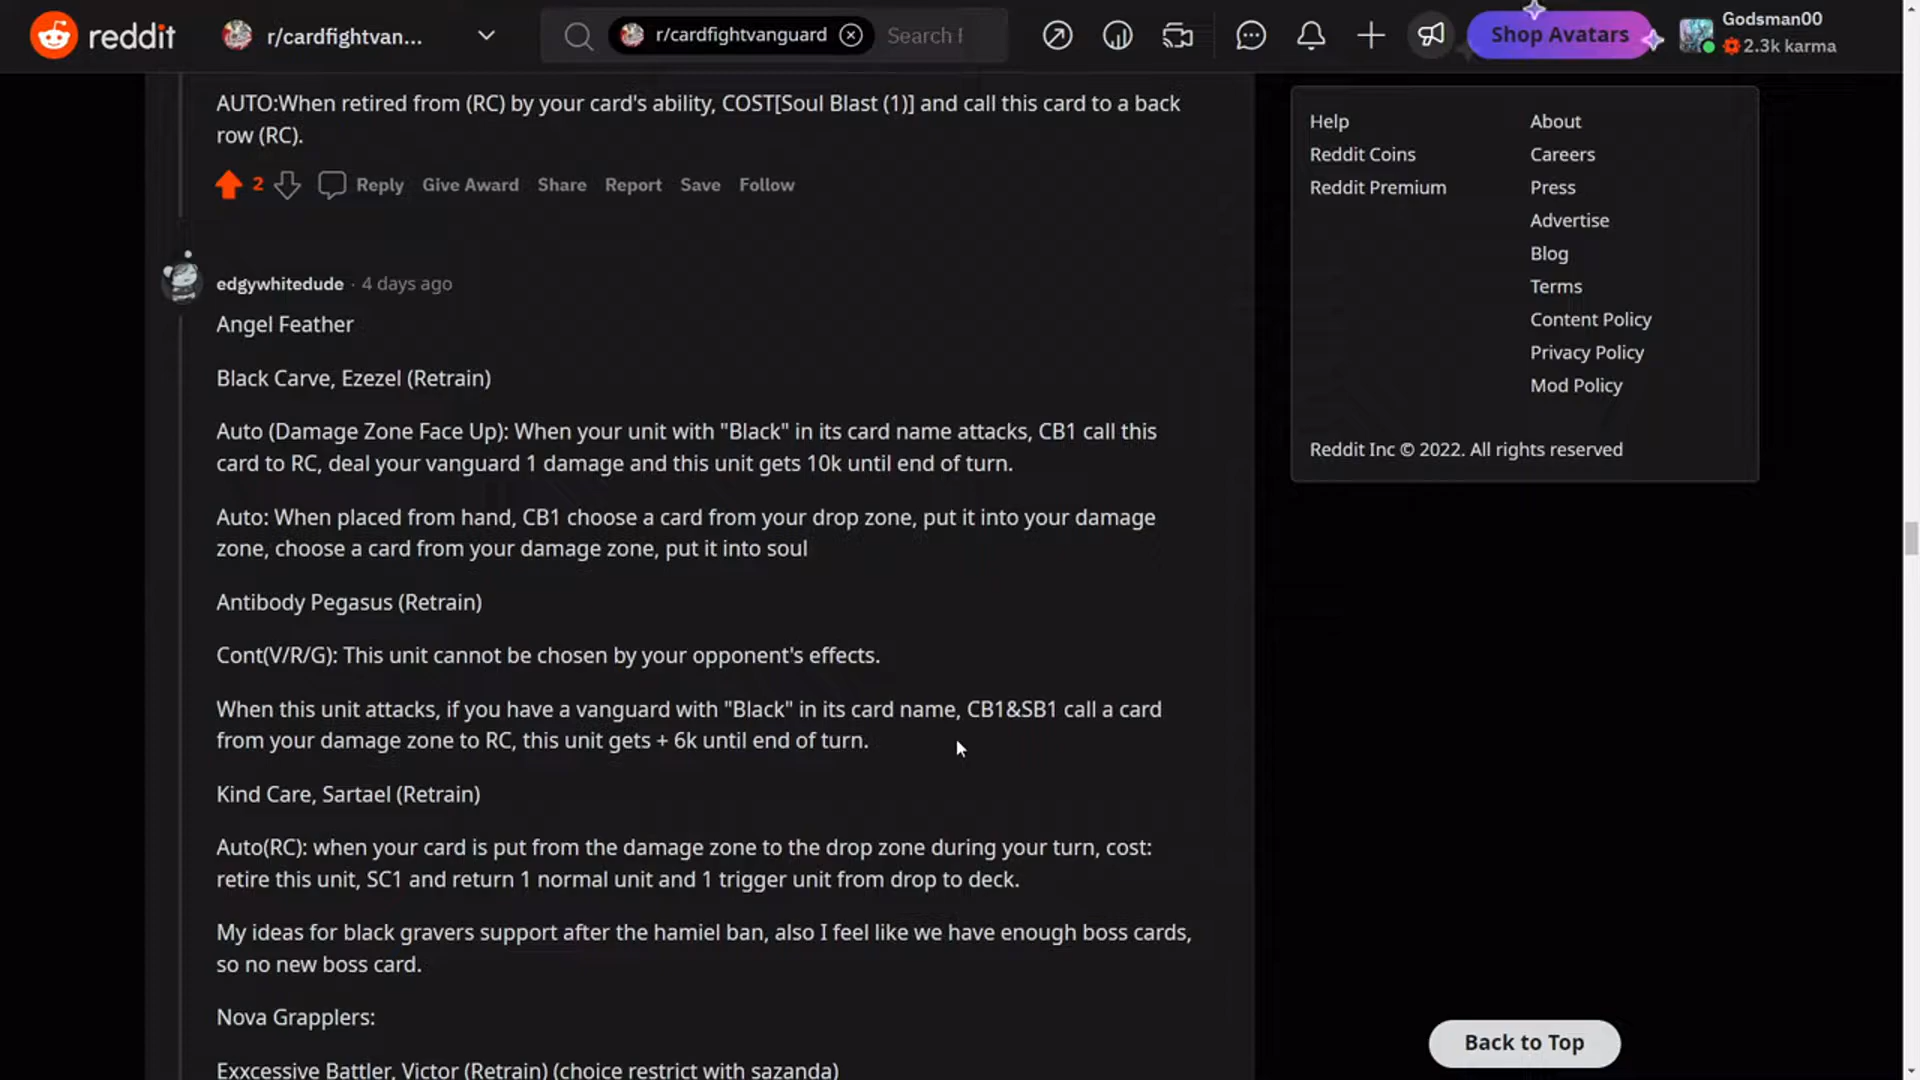 reddit
r/cardfightvan...
r/cardfightvanguard
Shop Avatars
Godsman00
2.3k karma
AUTO:When retired from (RC) by your card's ability, COST[Soul Blast (1)] and call this card to a back
row (RC).
2 Reply Give Award Share Report Save Follow
edgywhitedude · 4 days ago
Angel Feather
Black Carve, Ezezel (Retrain)
Auto (Damage Zone Face Up): When your unit with "Black" in its card name attacks, CB1 call this
card to RC, deal your vanguard 1 damage and this unit gets 10k until end of turn.
Auto: When placed from hand, CB1 choose a card from your drop zone, put it into your damage
zone, choose a card from your damage zone, put it into soul
Antibody Pegasus (Retrain)
Cont(V/R/G): This unit cannot be chosen by your opponent's effects.
When this unit attacks, if you have a vanguard with "Black" in its card name, CB1&SB1 call a card
from your damage zone to RC, this unit gets + 6k until end of turn.
Kind Care, Sartael (Retrain)
Auto(RC): when your card is put from the damage zone to the drop zone during your turn, cost:
retire this unit, SC1 and return 1 normal unit and 1 trigger unit from drop to deck.
My ideas for black gravers support after the hamiel ban, also I feel like we have enough boss cards,
so no new boss card.
Nova Grapplers:
Exxcessive Battler, Victor (Retrain) (choice restrict with sazanda)
Help
Reddit Coins
Reddit Premium
About
Careers
Press
Advertise
Blog
Terms
Content Policy
Privacy Policy
Mod Policy
Reddit Inc © 2022. All rights reserved
Back to Top